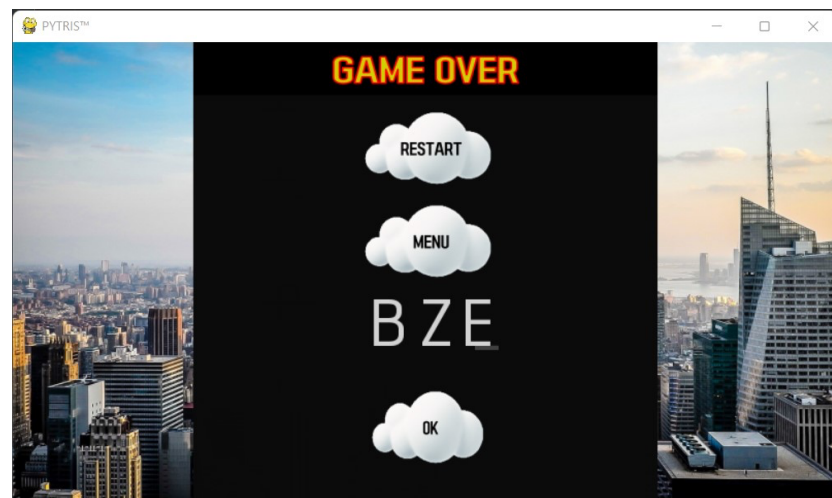 PYTRIS™
GAME OVER
RESTART
MENU
B Z E
OK